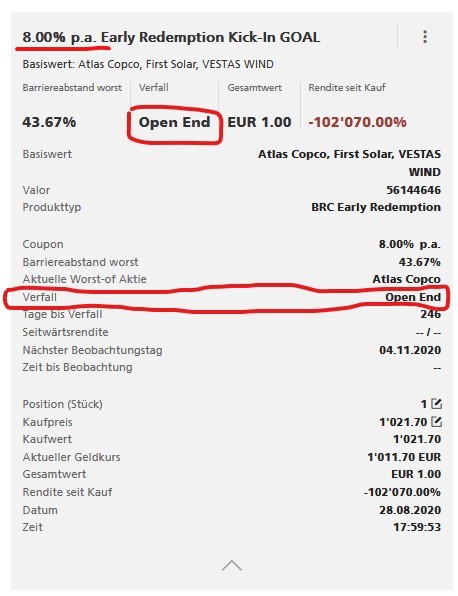 8.00% p.a. Early Redemption Kick-In GOAL
Basiswert: Atlas Copco, First Solar, VESTAS WIND
Barriereabstand worst Verfall Gesamtwert Rendite seit Kauf
43.67% Open End EUR 1.00 -102'070.00%
Basiswert Atlas Copco, First Solar, VESTAS
WIND
Valor 56144646
Produkttyp BRC Early Redemption
Coupon 8.00% p.a.
Barriereabstand worst 43.67%
Aktuelle Worst-of Aktie Atlas Copco
Verfall Open End
Tage bis Verfall 246
Seitwärtsrendite -- / --
Nächster Beobachtungstag 04.11.2020
Zeit bis Beobachtung --
Position (Stück) 1
Kaufpreis 1'021.70
Kaufwert 1'021.70
Aktueller Geldkurs 1'011.70 EUR
Gesamtwert EUR 1.00
Rendite seit Kauf -102'070.00%
Datum 28.08.2020
Zeit 17:59:53